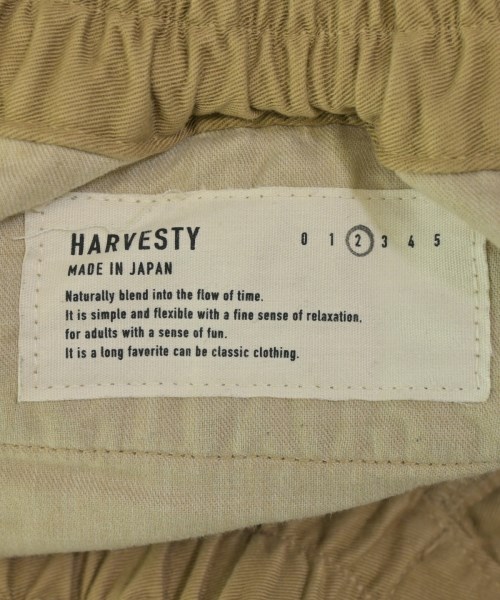 HARVESTY 0 1 2 3 4 5
MADE IN JAPAN
Naturally blend into the flow of time.
It is simple and flexible with a fine sense of relaxation,
for adults with a sense of fun.
It is a long favorite can be classic clothing.